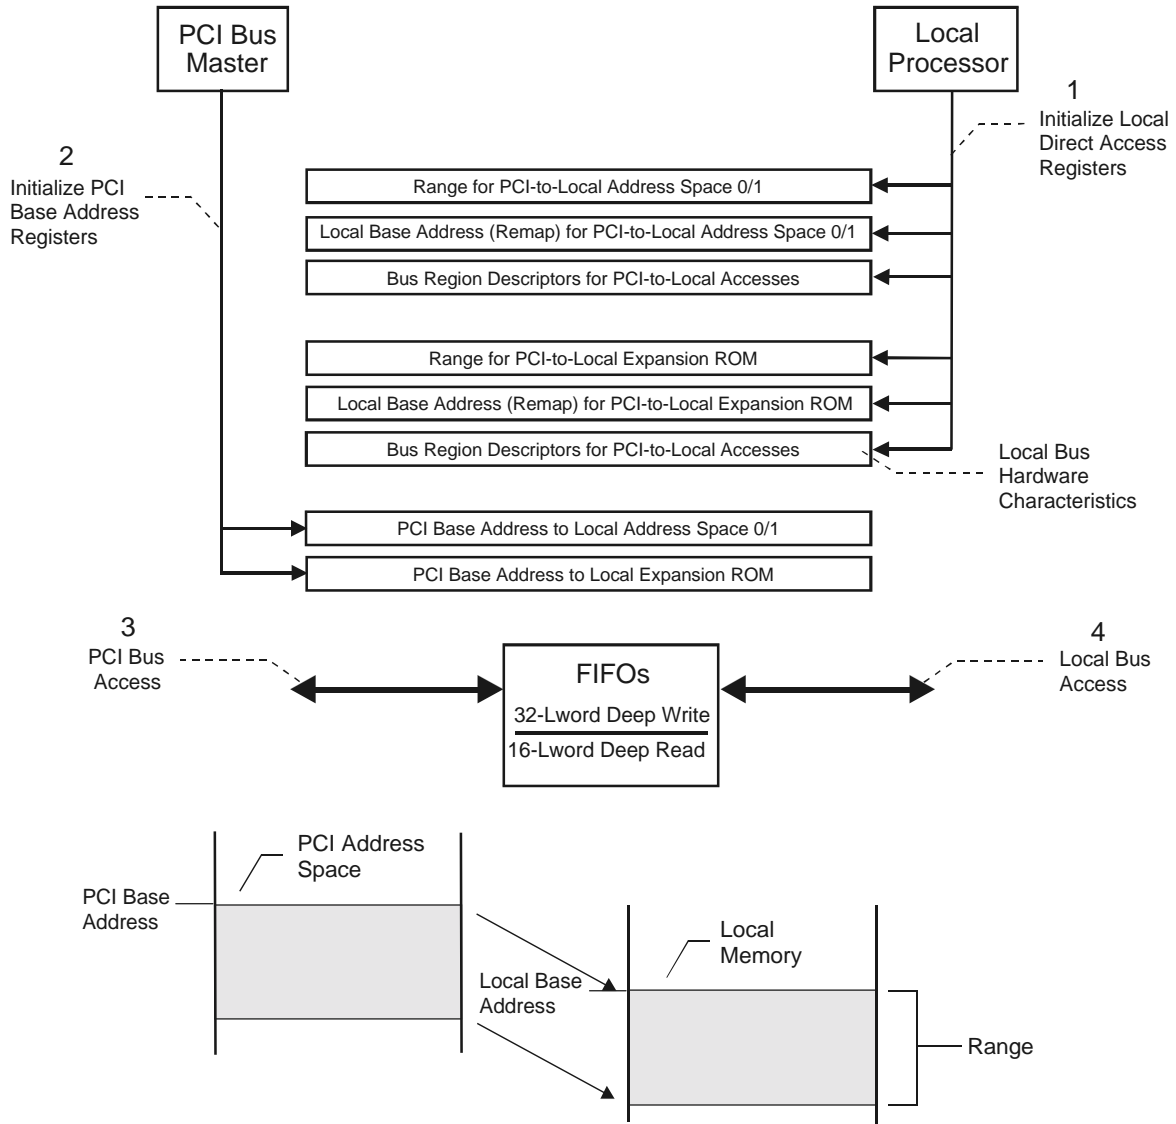 PCI Bus
Master
Local
Processor
1
Initialize Local
Direct Access
Registers
2
Initialize PCI
Base Address
Registers
Range for PCI-to-Local Address Space 0/1
Local Base Address (Remap) for PCI-to-Local Address Space 0/1
Bus Region Descriptors for PCI-to-Local Accesses
Range for PCI-to-Local Expansion ROM
Local Base Address (Remap) for PCI-to-Local Expansion ROM
Bus Region Descriptors for PCI-to-Local Accesses
Local Bus
Hardware
Characteristics
PCI Base Address to Local Address Space 0/1
PCI Base Address to Local Expansion ROM
3
PCI Bus
Access
FIFOs
32-Lword Deep Write
16-Lword Deep Read
4
Local Bus
Access
PCI Address
Space
PCI Base
Address
Local
Memory
Local Base
Address
Range